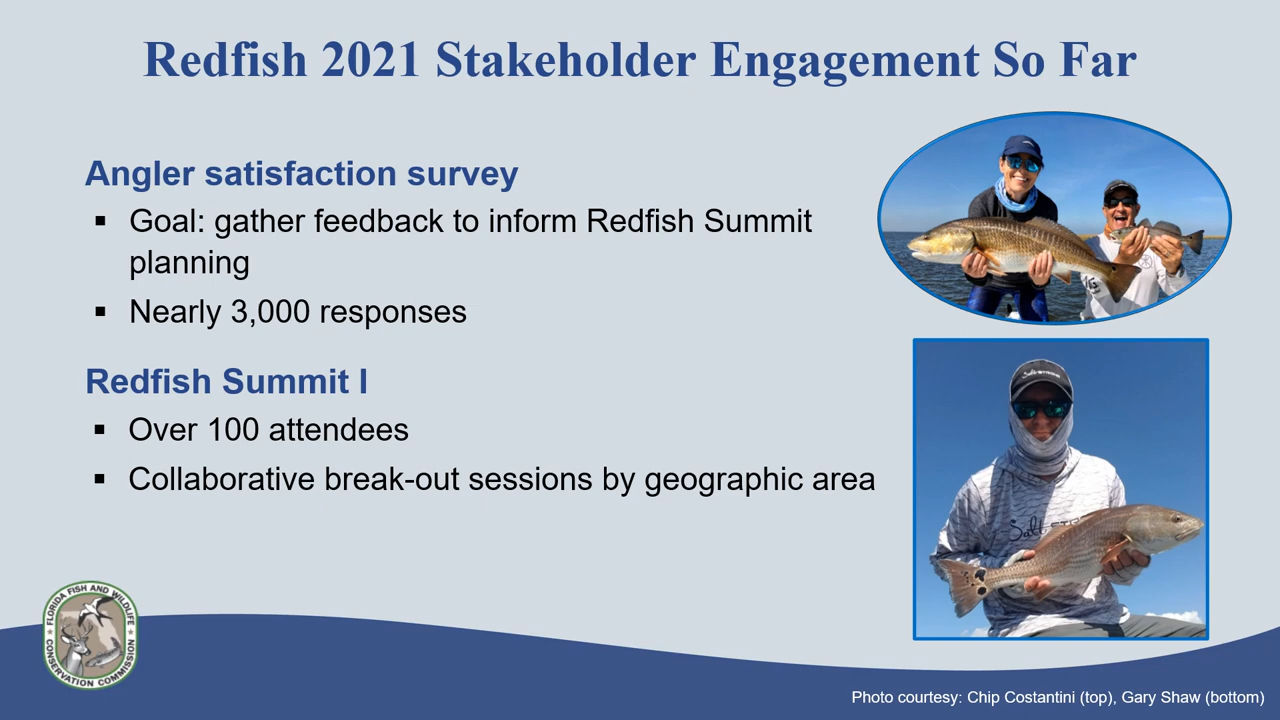 Redfish 2021 Stakeholder Engagement So Far
Angler satisfaction survey
▪ Goal: gather feedback to inform Redfish Summit
planning
▪ Nearly 3,000 responses
Redfish Summit I
▪ Over 100 attendees
▪ Collaborative break-out sessions by geographic area
FLORIDA FISH AND WILDLIFE
CONSERVATION COMMISSION
Photo courtesy: Chip Costantini (top), Gary Shaw (bottom)